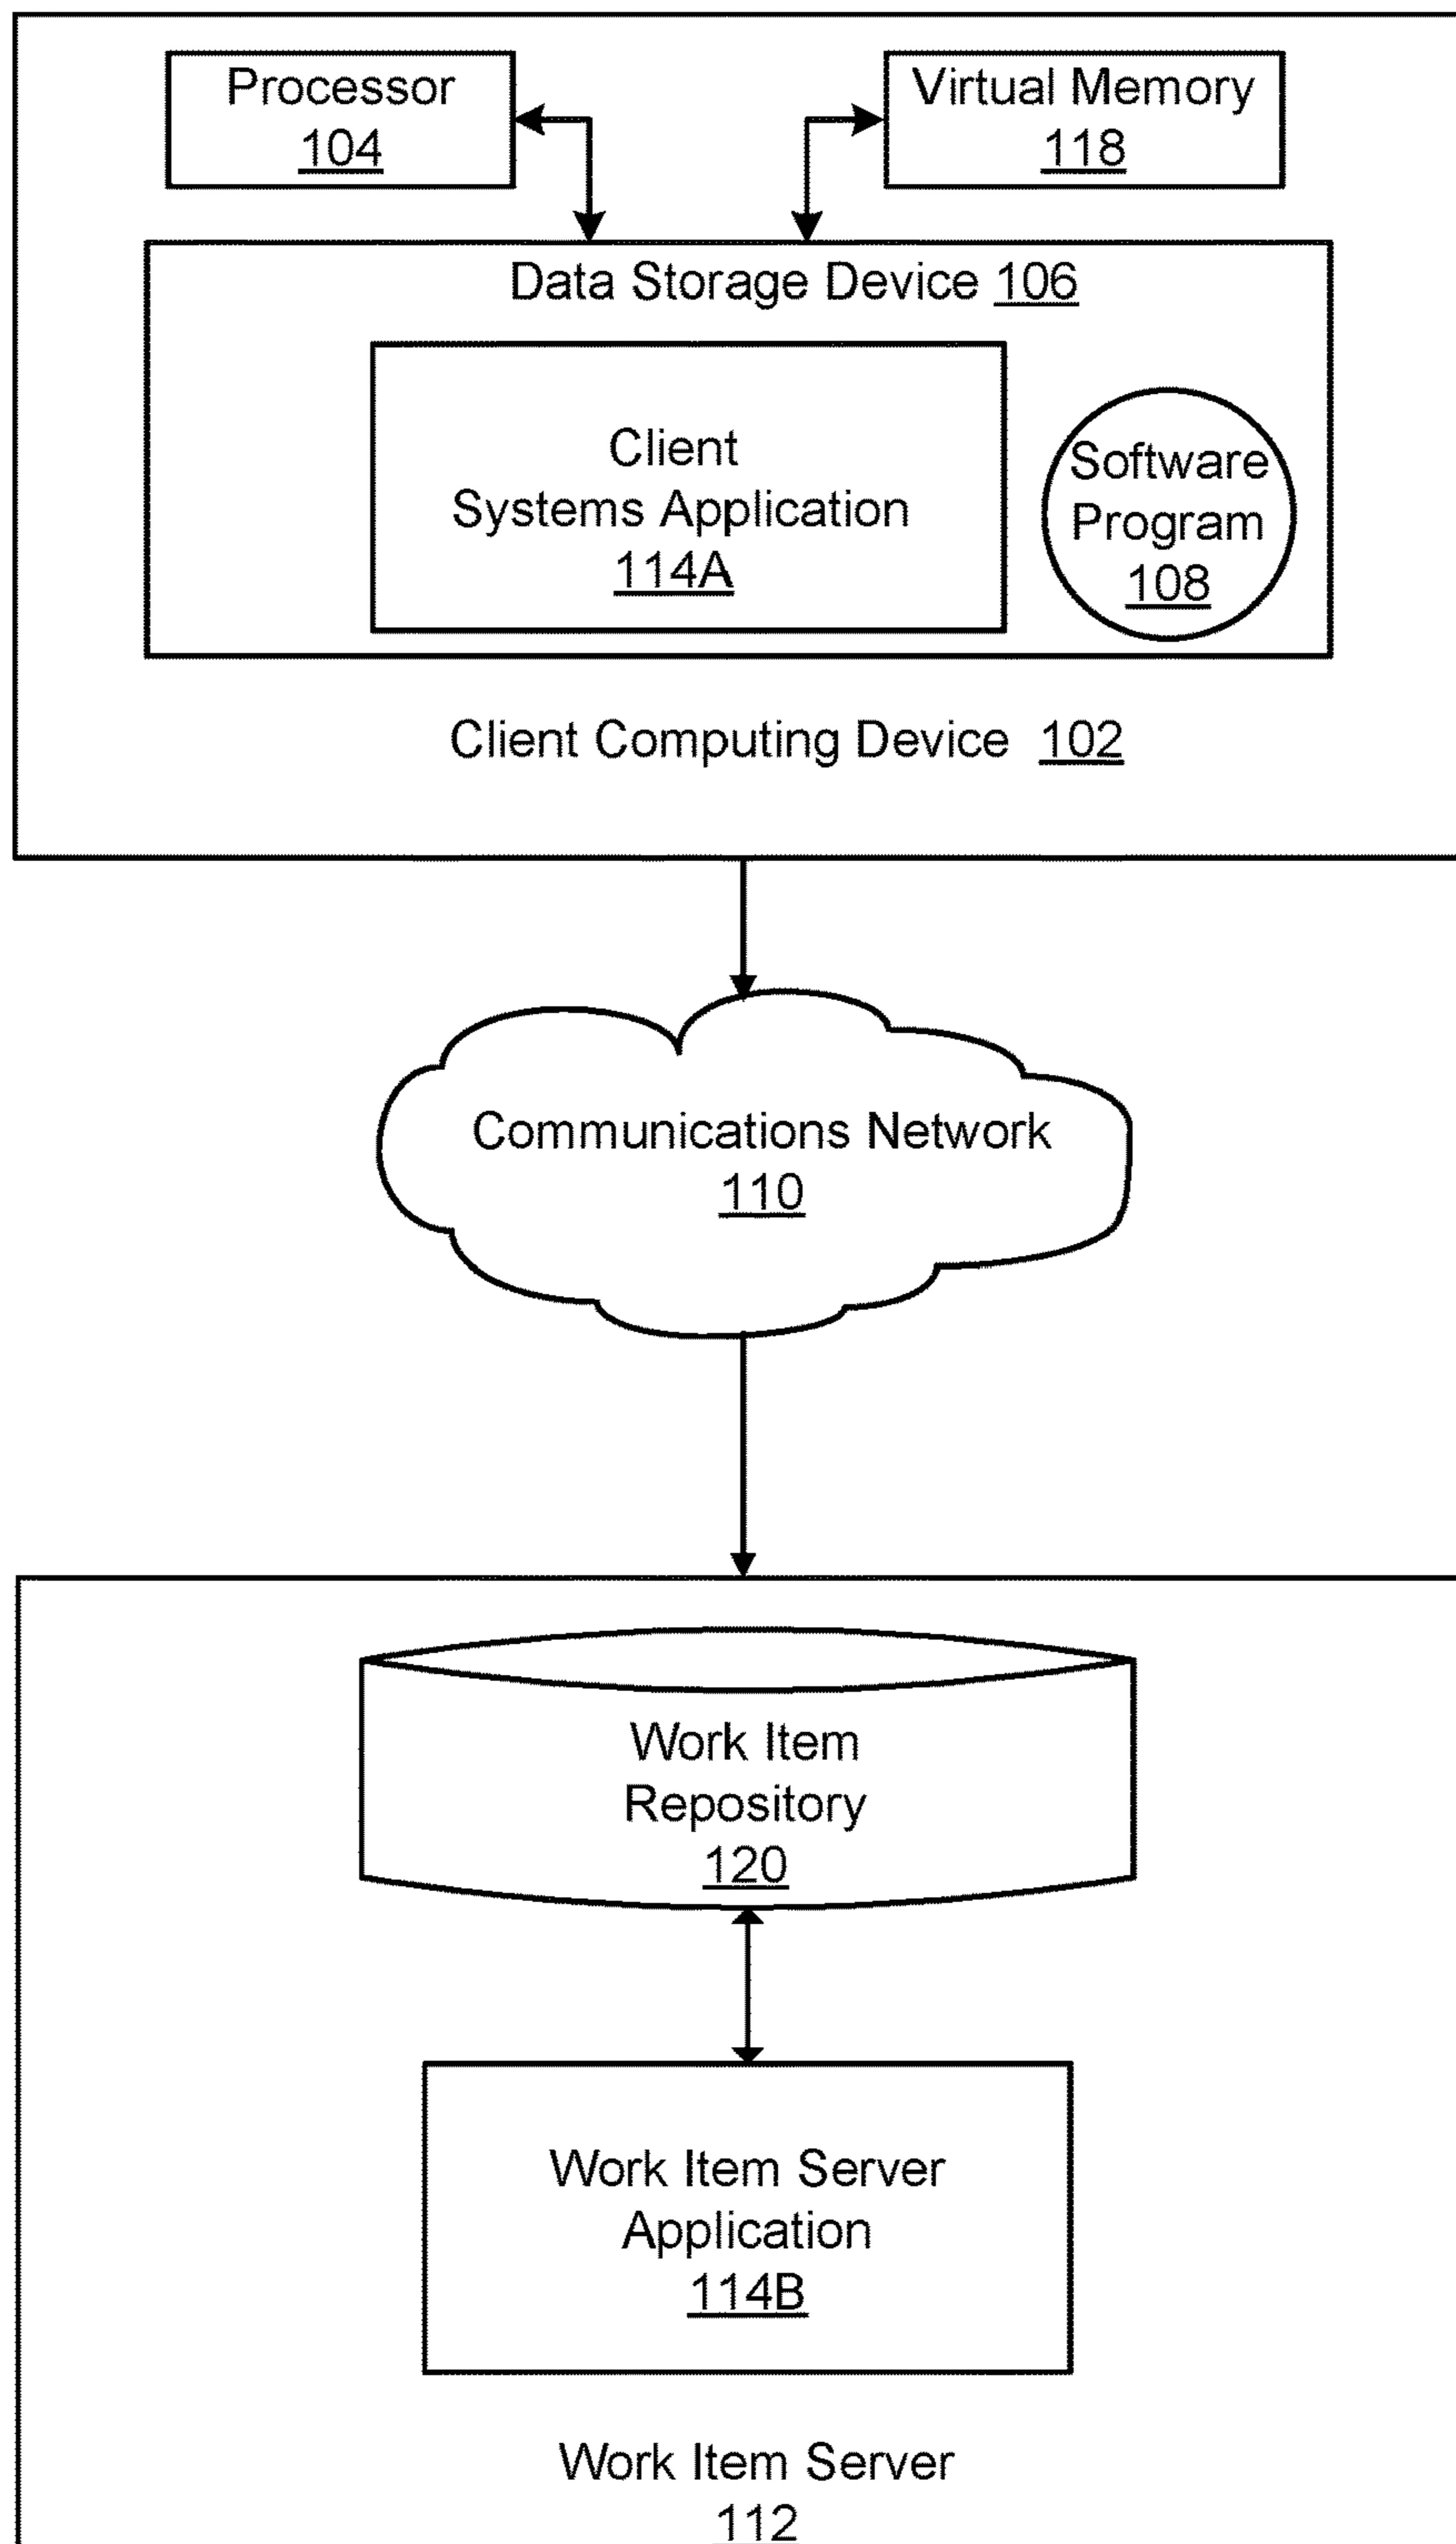 Processor
104
Virtual Memory
118
Data Storage Device 106
Client
Systems Application
114A
Software
Program
108
Client Computing Device 102
Communications Network
110
Work Item
Repository
120
Work Item Server
Application
114B
Work Item Server
112